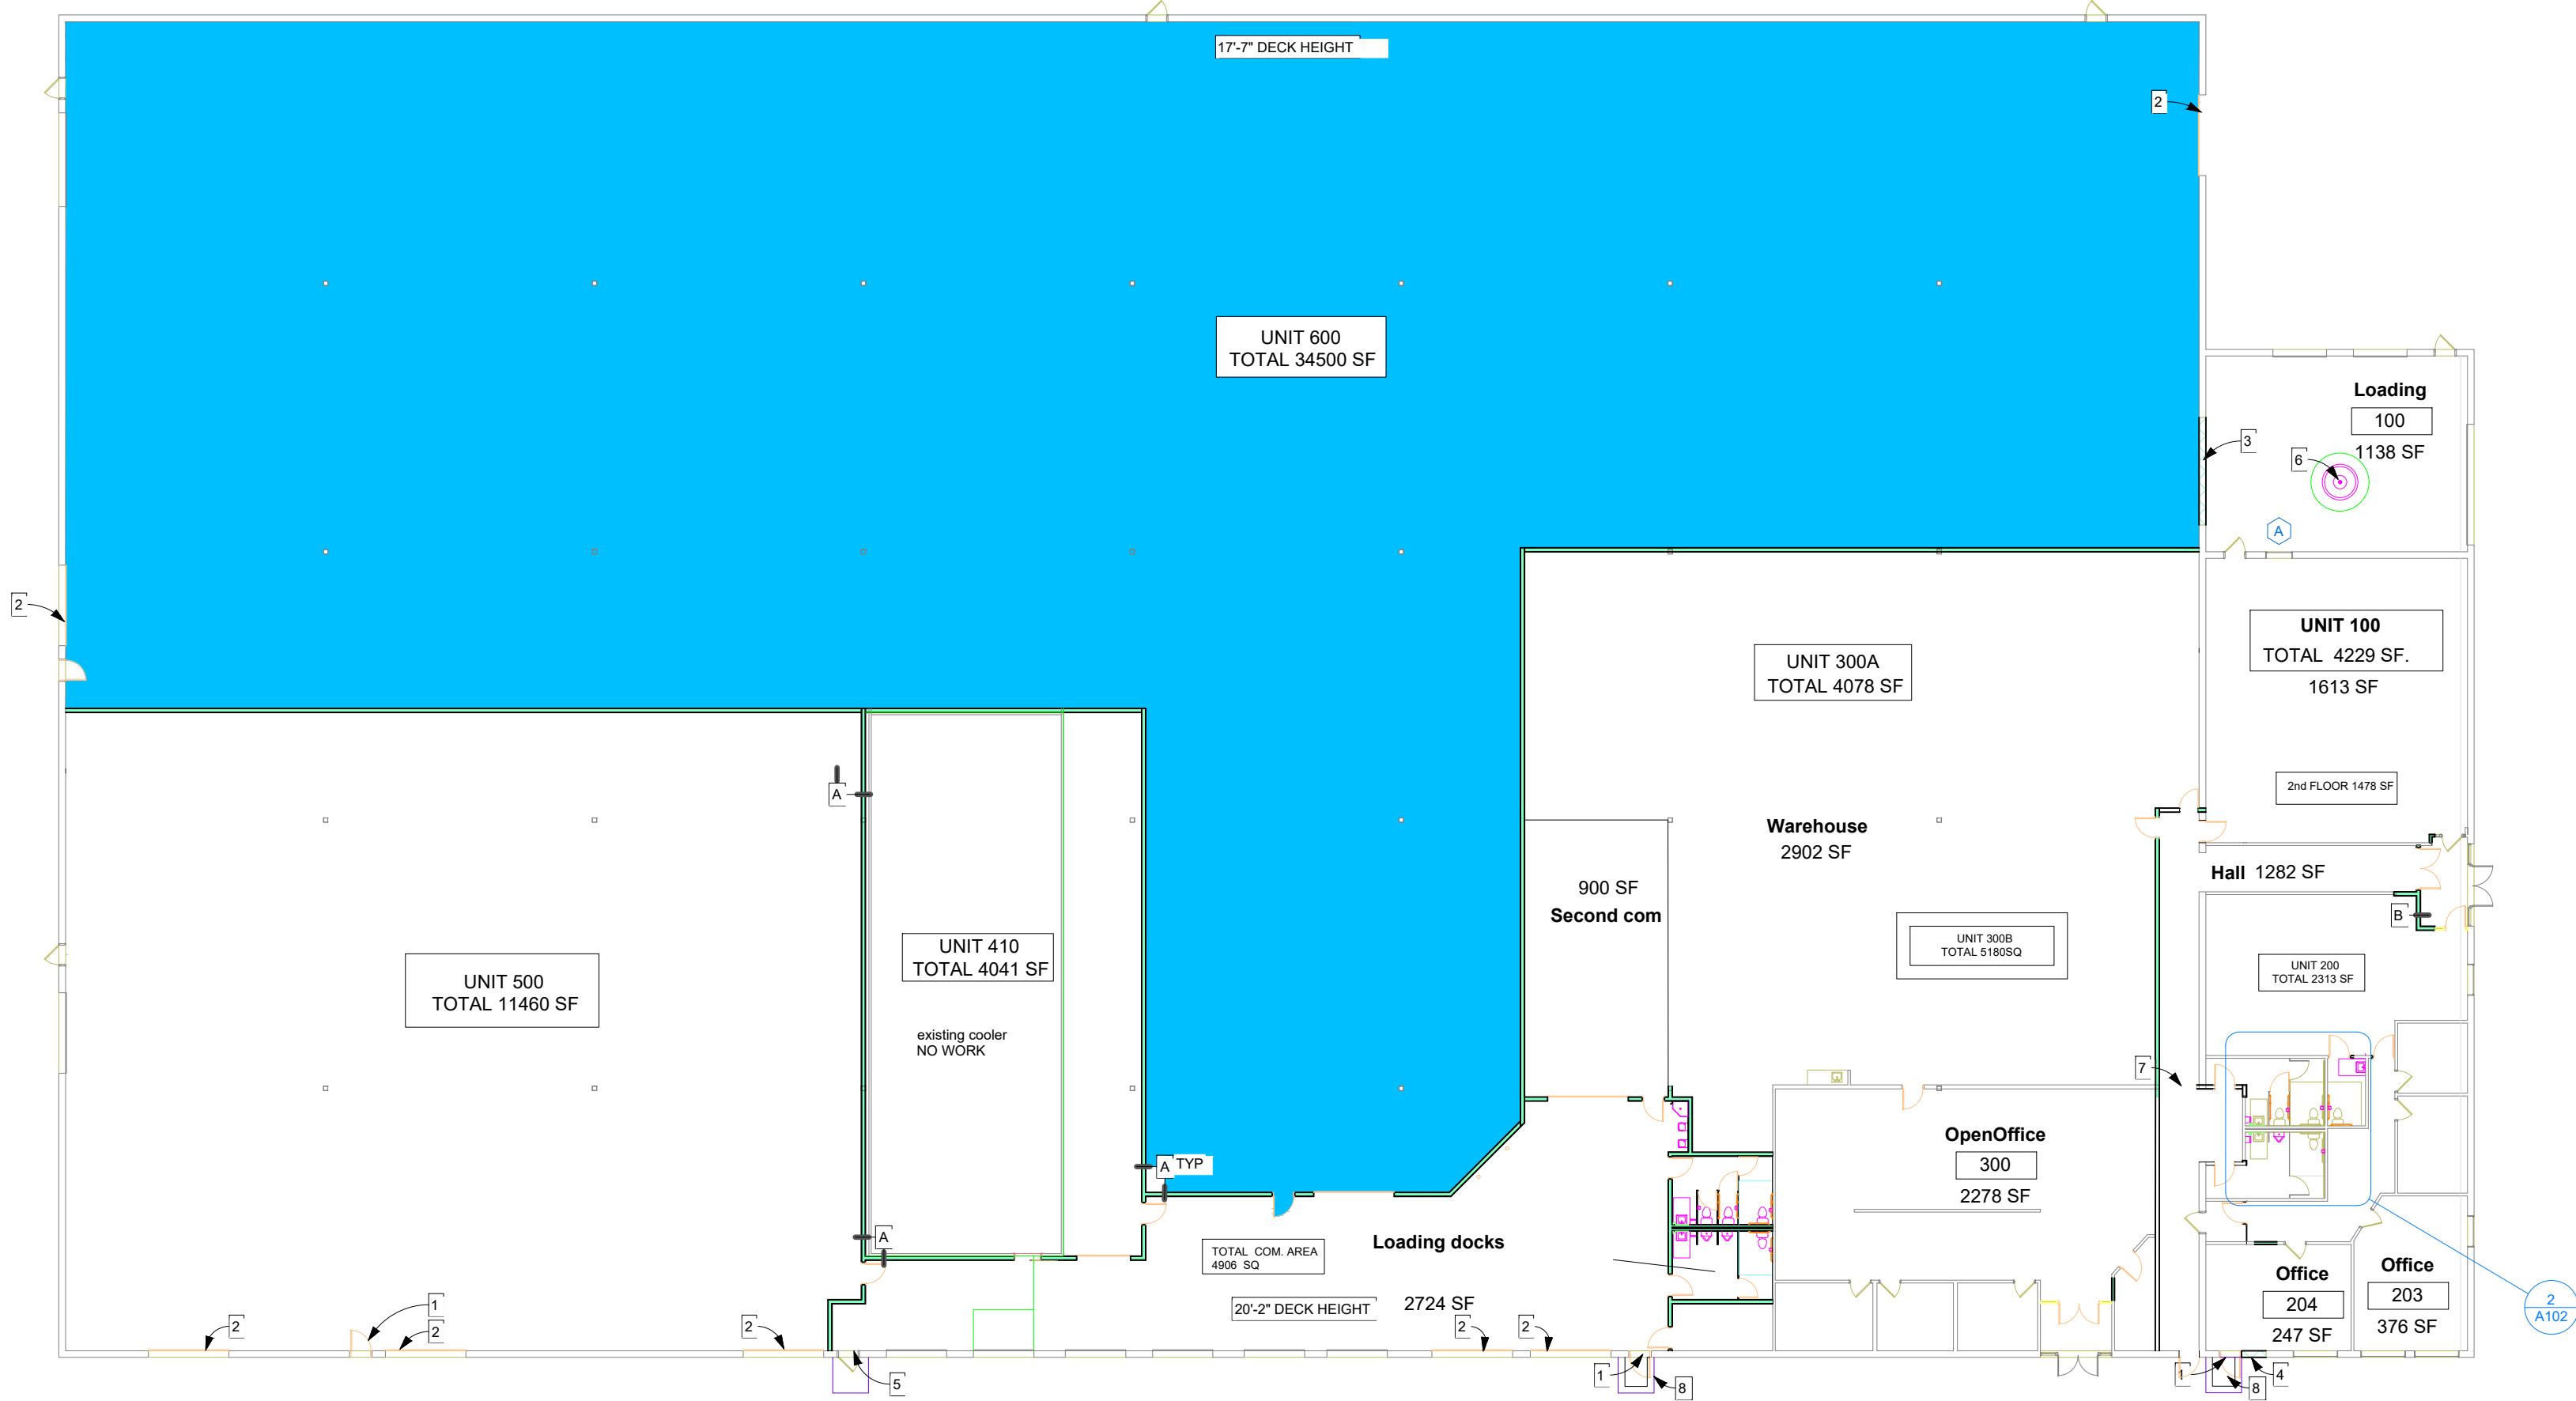 17'-7" DECK HEIGHT
2
UNIT 600
TOTAL 34500 SF
Loading
100
1138 SF
3
6
A
2
UNIT 100
TOTAL 4229 SF.
1613 SF
UNIT 300A
TOTAL 4078 SF
2nd FLOOR 1478 SF
A
Warehouse
2902 SF
Hall 1282 SF
900 SF
Second com
B
UNIT 300B
TOTAL 5180SQ
UNIT 410
TOTAL 4041 SF
UNIT 500
TOTAL 11460 SF
UNIT 200
TOTAL 2313 SF
existing cooler
NO WORK
7
OpenOffice
300
2278 SF
A TYP
A
Loading docks
TOTAL COM. AREA
4906 SQ
20'-2" DECK HEIGHT
2724 SF
Office
204
247 SF
Office
203
376 SF
2
A102
2
1
2
2
2
2
5
1
8
1
8
4